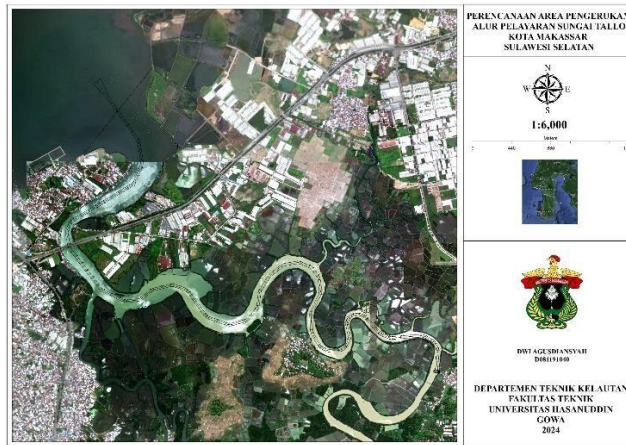 PERENCANAAN AREA PENGERUKAN
ALUR PELAYARAN SUNGAI TALLO
KOTA MAKASSAR
SULAWESI SELATAN
N
W E
S
1:6,000
Meters
DWI AGUSDIANSYAH
D081191040
DEPARTEMEN TEKNIK KELAUTAN
FAKULTAS TEKNIK
UNIVERSITAS HASANUDDIN
GOWA
2024